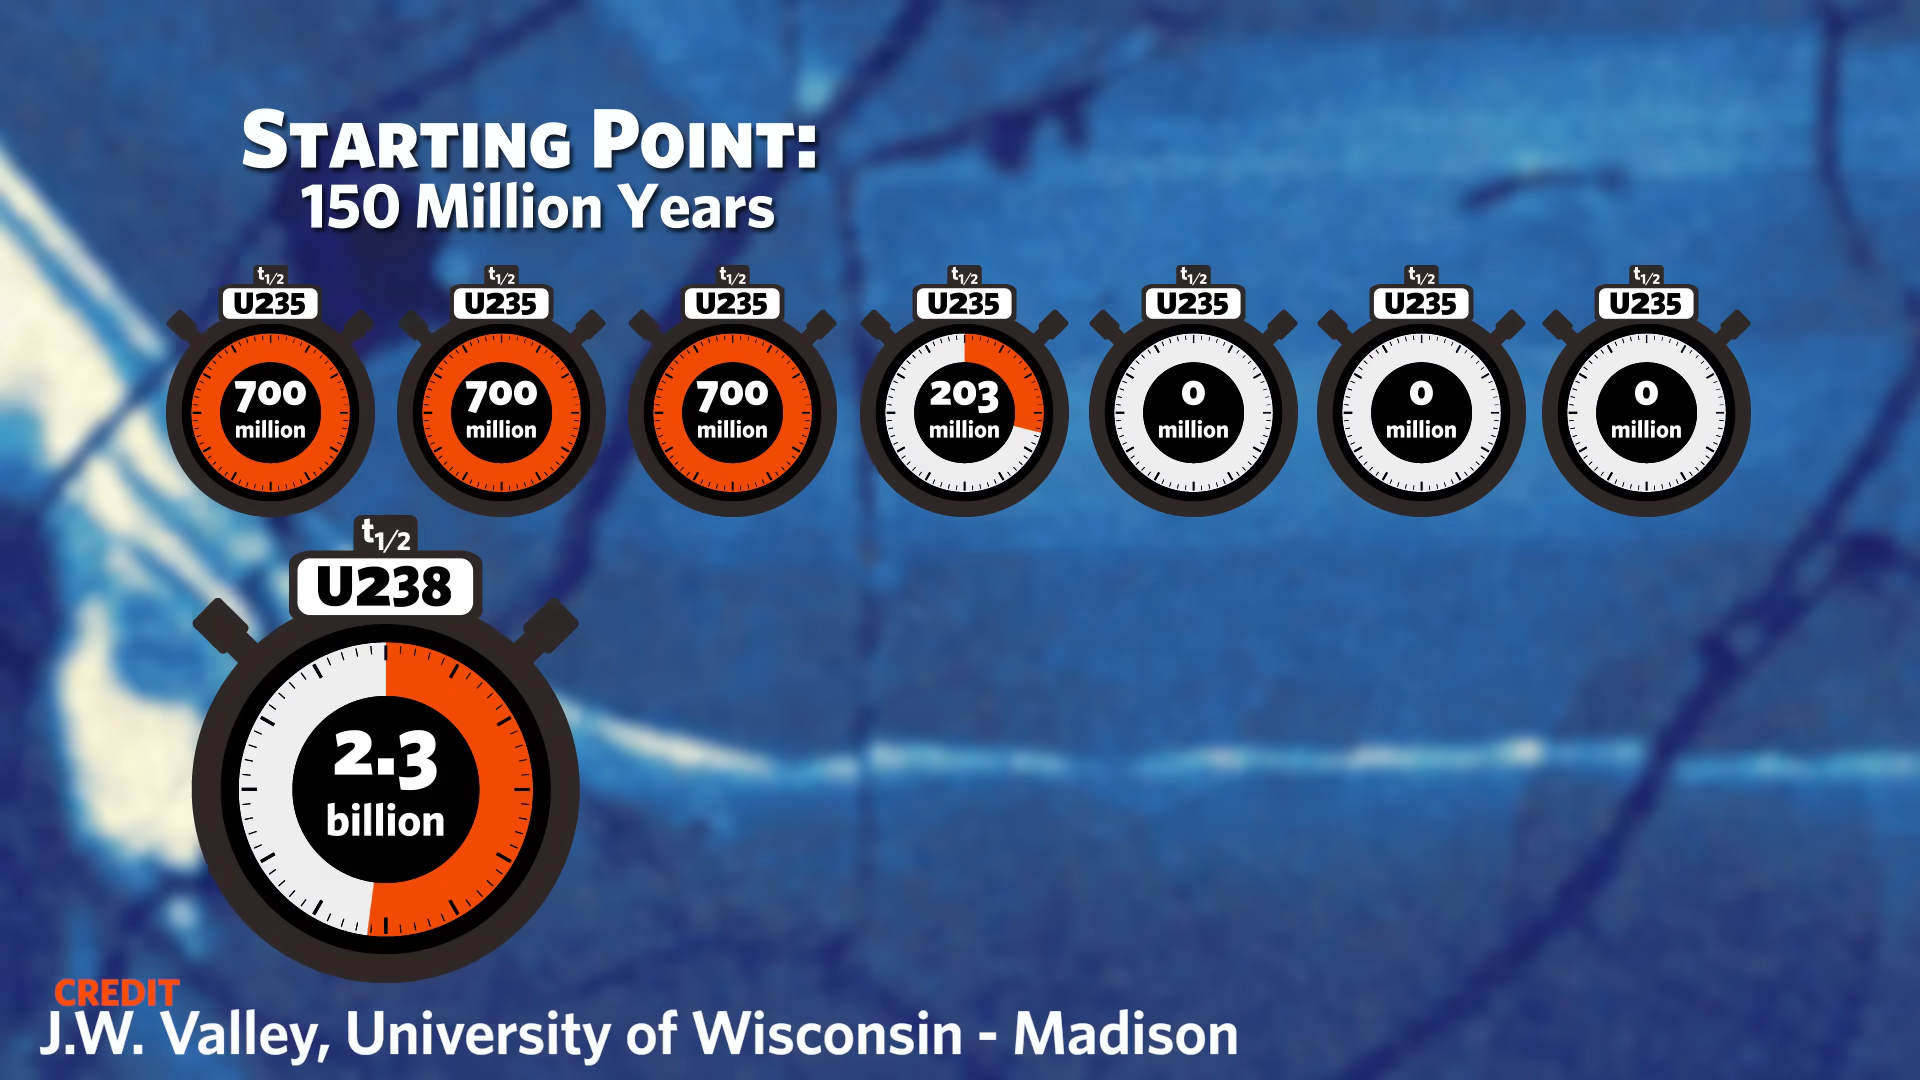 STARTING POINT:
150 Million Years
t1/2 t1/2 t1/2 t1/2 t1/2 t1/2 t1/2
U235 U235 U235 U235 U235 U235 U235
700 700 700 203 0 0 0
million million million million million million million
t1/2
U238
2.3
billion
CREDIT
J.W. Valley, University of Wisconsin - Madison